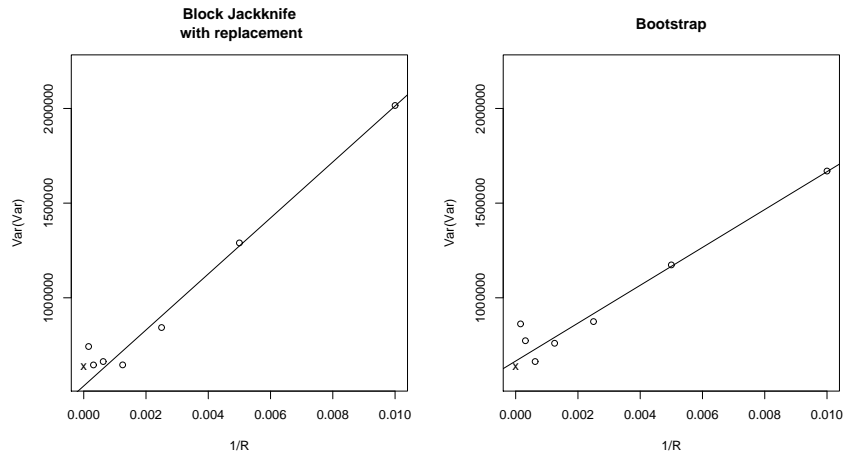 Block Jackknife
with replacement
Var(Var)
2000000
1500000
1000000
x
0.000 0.002 0.004 0.006 0.008 0.010
1/R
Bootstrap
Var(Var)
2000000
1500000
1000000
x
0.000 0.002 0.004 0.006 0.008 0.010
1/R